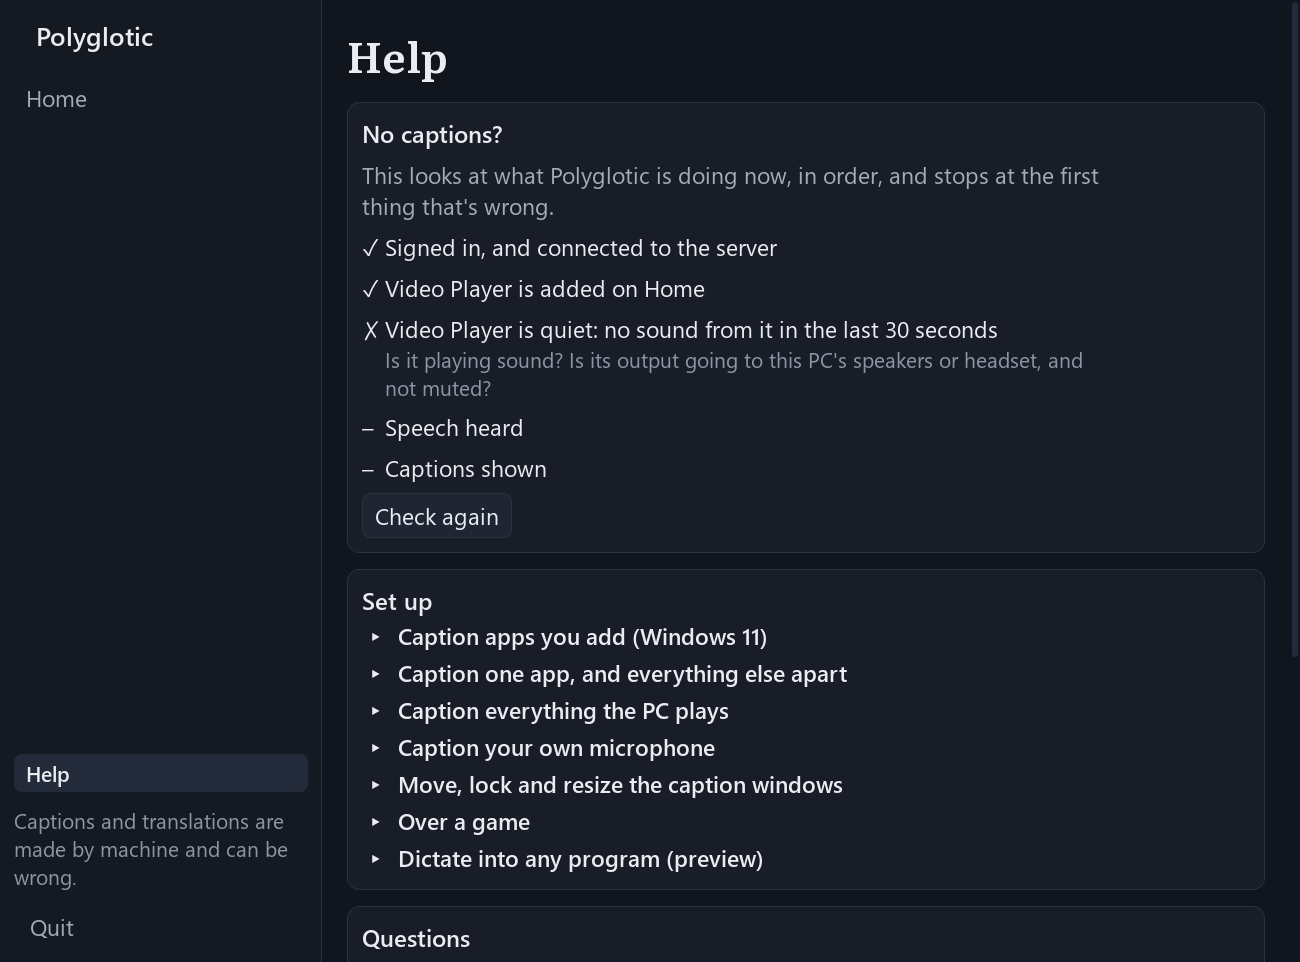 Polyglotic
Home
Help
Captions and translations are
made by machine and can be
wrong.
Quit
Help
No captions?
This looks at what Polyglotic is doing now, in order, and stops at the first
thing that's wrong.
✓ Signed in, and connected to the server
✓ Video Player is added on Home
✗ Video Player is quiet: no sound from it in the last 30 seconds
Is it playing sound? Is its output going to this PC's speakers or headset, and
not muted?
– Speech heard
– Captions shown
Check again
Set up
▸ Caption apps you add (Windows 11)
▸ Caption one app, and everything else apart
▸ Caption everything the PC plays
▸ Caption your own microphone
▸ Move, lock and resize the caption windows
▸ Over a game
▸ Dictate into any program (preview)
Questions